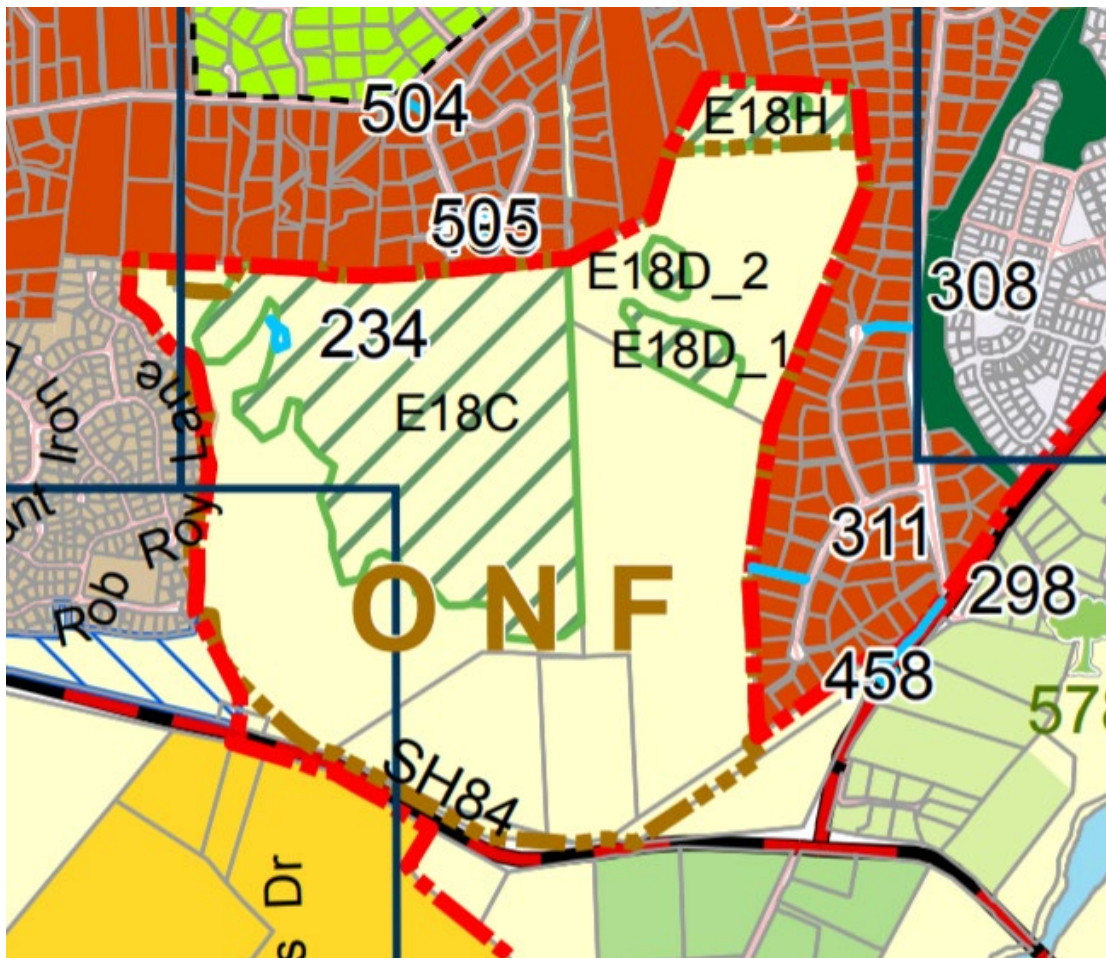 504
E18H
505
E18D_2
308
234
E18D_1
E18C
Iron
Rob Roy Lane
311
O N F
298
458
SH84
s Dr